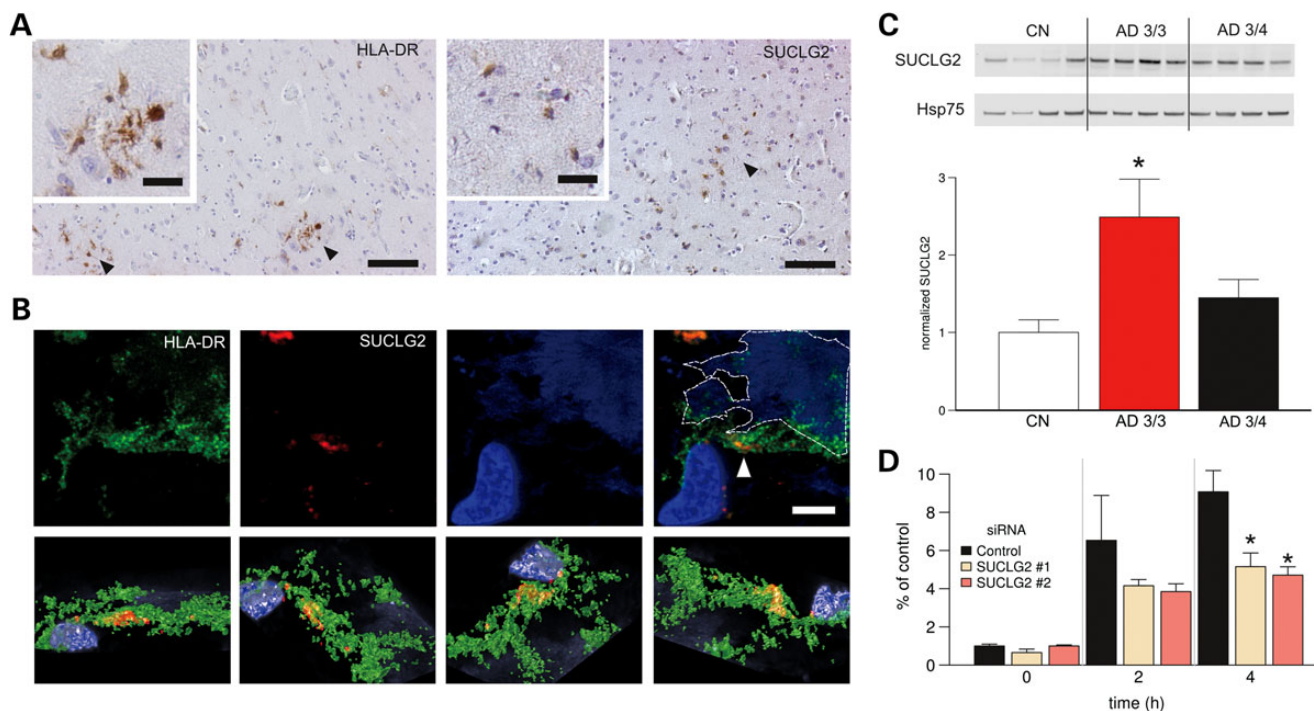 A
HLA-DR
SUCLG2
B
HLA-DR
SUCLG2
C
CN AD 3/3 AD 3/4
SUCLG2
Hsp75
*
3
2
1
0
normalized SUCLG2
CN AD 3/3 AD 3/4
D
10
8
6
4
2
0
% of control
siRNA
Control
SUCLG2 #1
SUCLG2 #2
* *
0 2 4
time (h)